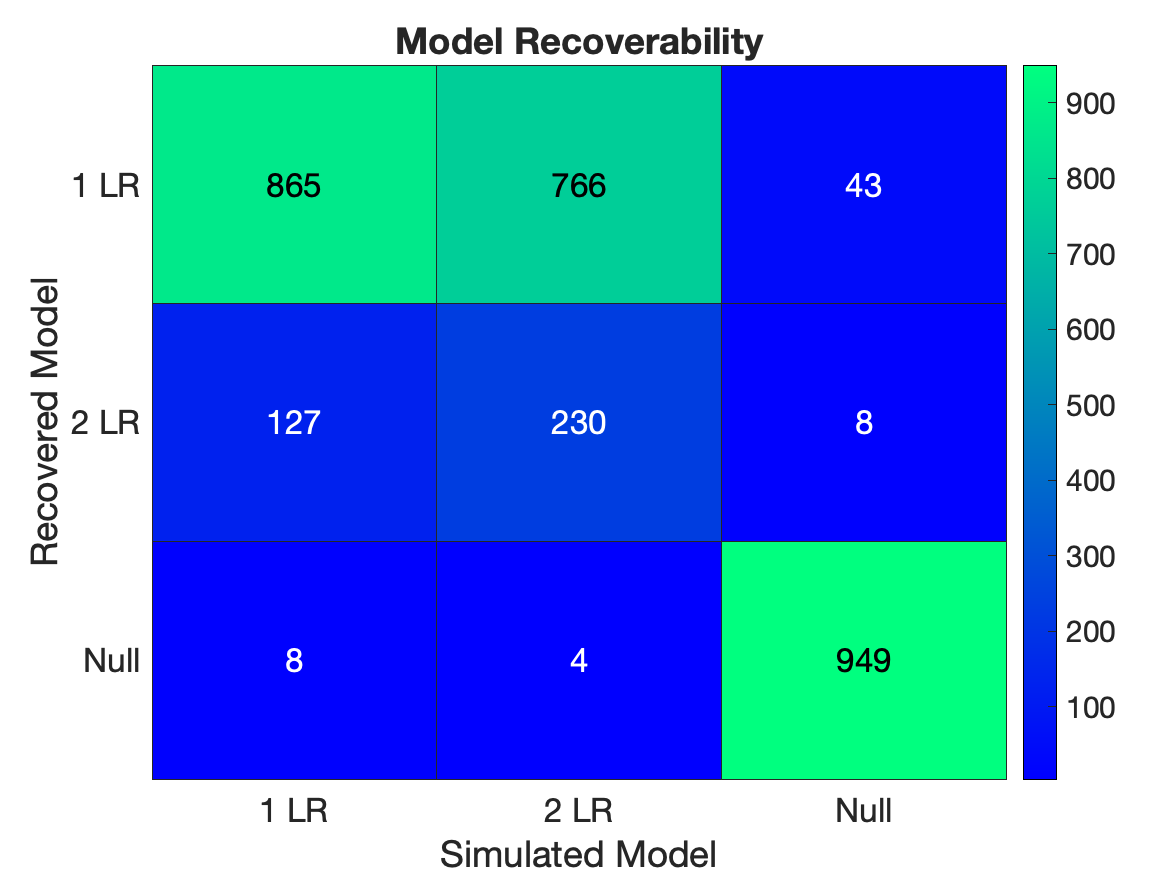 Model Recoverability
1 LR
865
766
43
2 LR
127
230
8
Null
8
4
949
1 LR
2 LR
Null
Simulated Model
Recovered Model
900
800
700
600
500
400
300
200
100